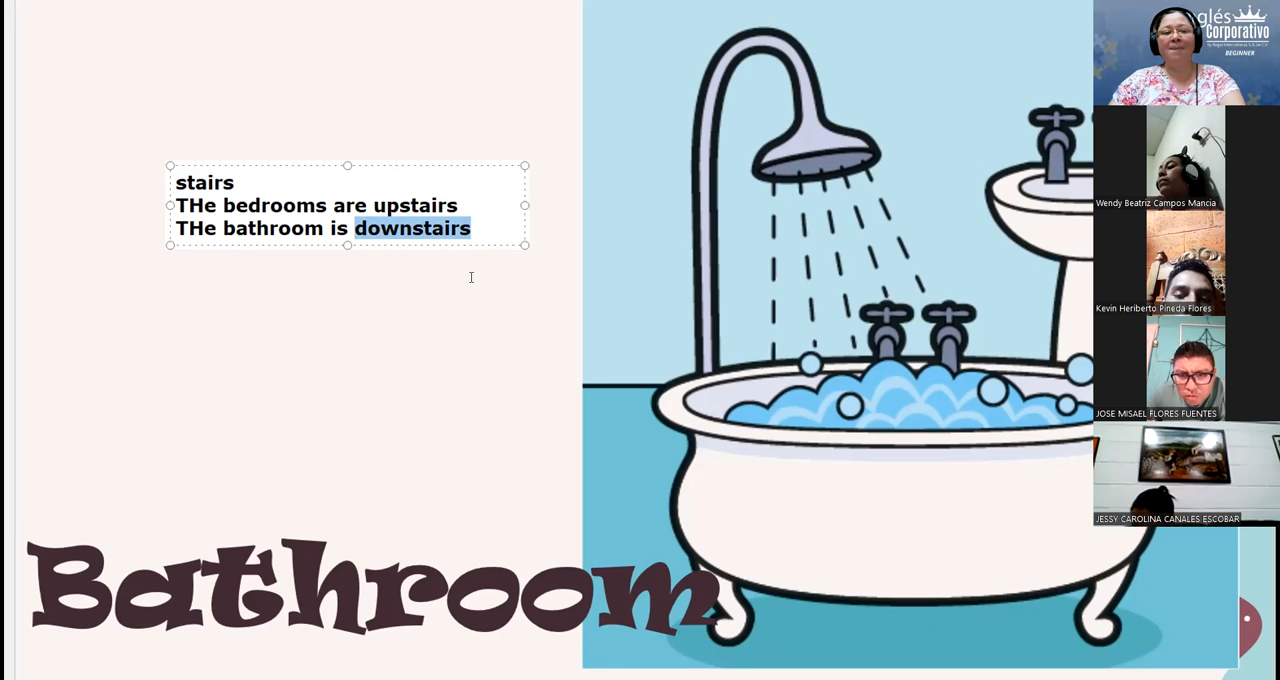 stairs
THe bedrooms are upstairs
THe bathroom is downstairs
Bathroom
glés
Corporativo
BEGINNER
Wendy Beatriz Campos Mancia
Kevin Heriberto Pineda Flores
JOSE MISAEL FLORES FUENTES
JESSY CAROLINA CANALES ESCOBAR